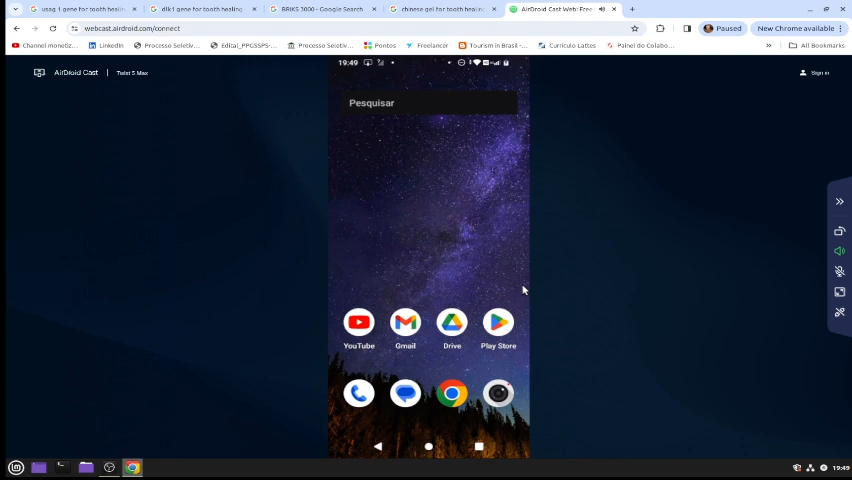 usag 1 gene for tooth healin
dlk1 gene for tooth healing
BRIKS 3000 - Google Search
chinese gel for tooth healing
AirDroid Cast Web: Free
webcast.airdroid.com/connect
Paused
New Chrome available
Channel monetiz...
LinkedIn
Processo Seletiv...
Edital_PPGSSPS-...
Precesso Seletiv...
Pontos
Freelancer
Tourism in Brasil -...
Currículo Lattes
Painel do Colabo...
»
All Bookmarks
AirDroid Cast | Twist 5 Max
Sign in
19:49
Pesquisar
YouTube
Gmail
Drive
Play Store
19:49